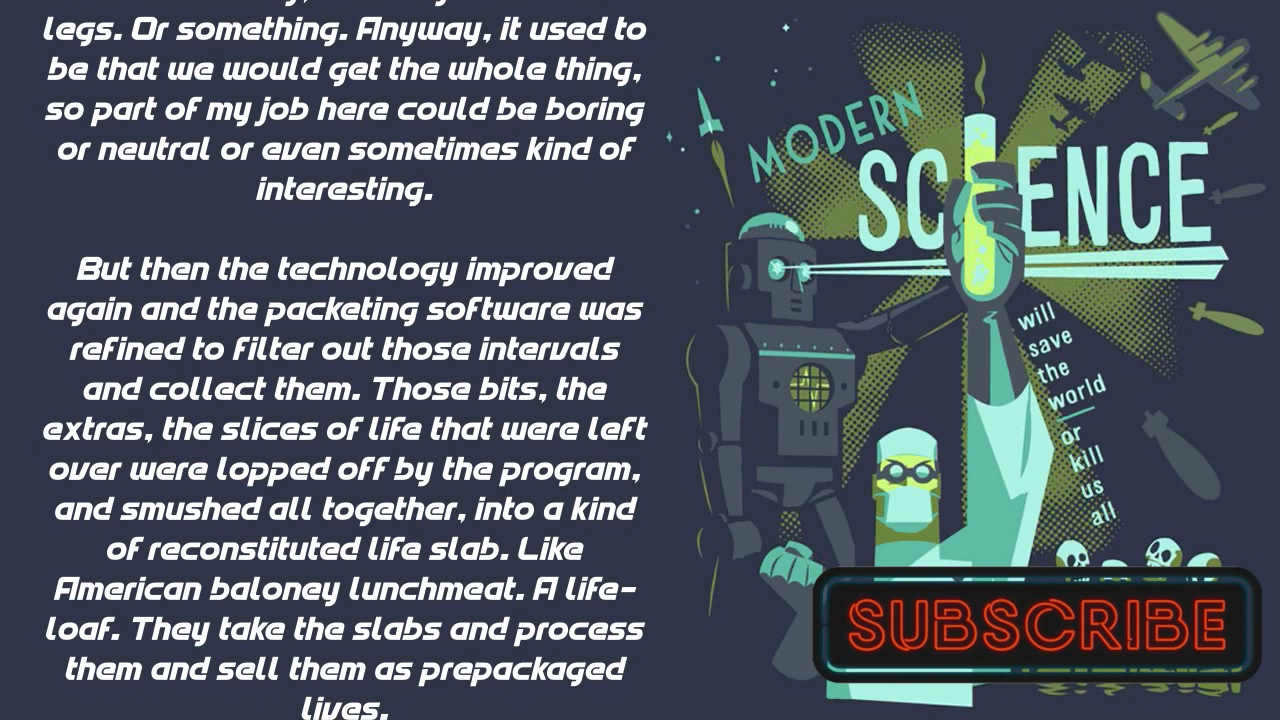 legs. Or something. Anyway, it used to
be that we would get the whole thing,
so part of my job here could be boring
or neutral or even sometimes kind of
interesting.
But then the technology improved
again and the packeting software was
refined to filter out those intervals
and collect them. Those bits, the
extras, the slices of life that were left
over were lopped off by the program,
and smushed all together, into a kind
of reconstituted life slab. Like
American baloney lunchmeat. A life-
loaf. They take the slabs and process
them and sell them as prepackaged
lives.
MODERN
SCIENCE
will
save
the
world
or
kill
us
all
SUBSCRIBE